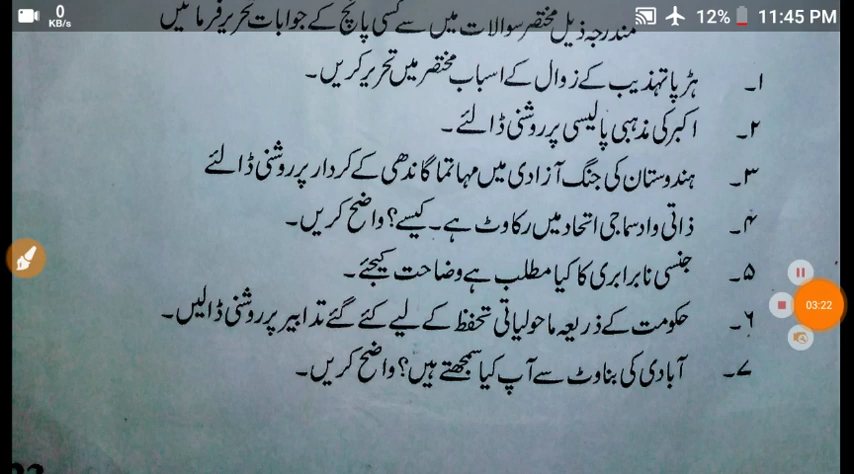 0 KB/s 12% 11:45 PM
مندرجہ ذیل مختصر سوالات میں سے کسی پانچ کے جوابات تحریر فرمائیں
۱۔ ہڑپا تہذیب کے زوال کے اسباب مختصر میں تحریر کریں۔
۲۔ اکبر کی مذہبی پالیسی پر روشنی ڈالئے۔
۳۔ ہندوستان کی جنگ آزادی میں مہاتما گاندھی کے کردار پر روشنی ڈالئے
۴۔ ذاتی واد سماجی اتحاد میں رکاوٹ ہے۔ کیسے؟ واضح کریں۔
۵۔ جنسی نابرابری کا کیا مطلب ہے وضاحت کیجئے۔
03:22
۶۔ حکومت کے ذریعہ ماحولیاتی تحفظ کے لیے کئے گئے تدابیر پر روشنی ڈالیں۔
۷۔ آبادی کی بناوٹ سے آپ کیا سمجھتے ہیں؟ واضح کریں۔